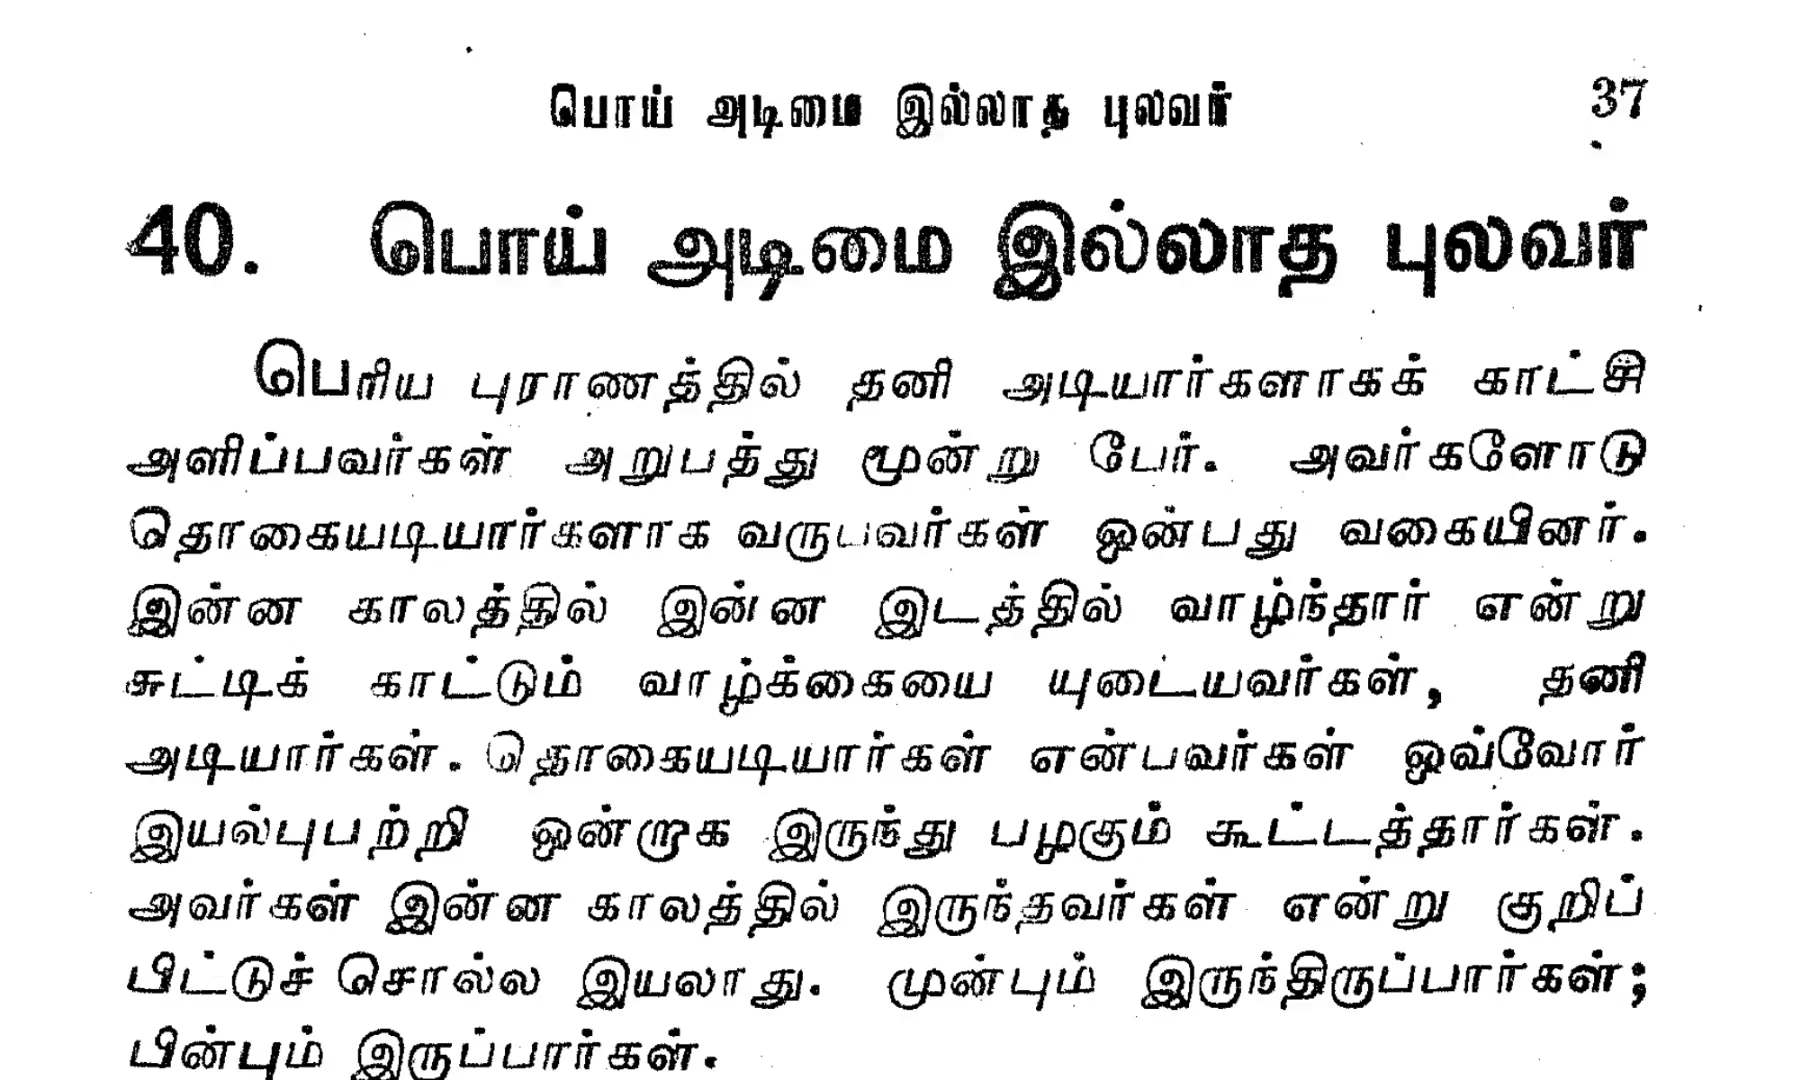 பொய் அடிமை இல்லாத புலவர் 37
40. பொய் அடிமை இல்லாத புலவர்
பெரிய புராணத்தில் தனி அடியார்களாகக் காட்சி
அளிப்பவர்கள் அறுபத்து மூன்று பேர். அவர்களோடு
தொகையடியார்களாக வருபவர்கள் ஒன்பது வகையினர்.
இன்ன காலத்தில் இன்ன இடத்தில் வாழ்ந்தார் என்று
சுட்டிக் காட்டும் வாழ்க்கையை யுடையவர்கள், தனி
அடியார்கள். தொகையடியார்கள் என்பவர்கள் ஒவ்வோர்
இயல்புபற்றி ஒன்றாக இருந்து பழகும் கூட்டத்தார்கள்.
அவர்கள் இன்ன காலத்தில் இருந்தவர்கள் என்று குறிப்
பிட்டுச் சொல்ல இயலாது. முன்பும் இருந்திருப்பார்கள்;
பின்பும் இருப்பார்கள்.